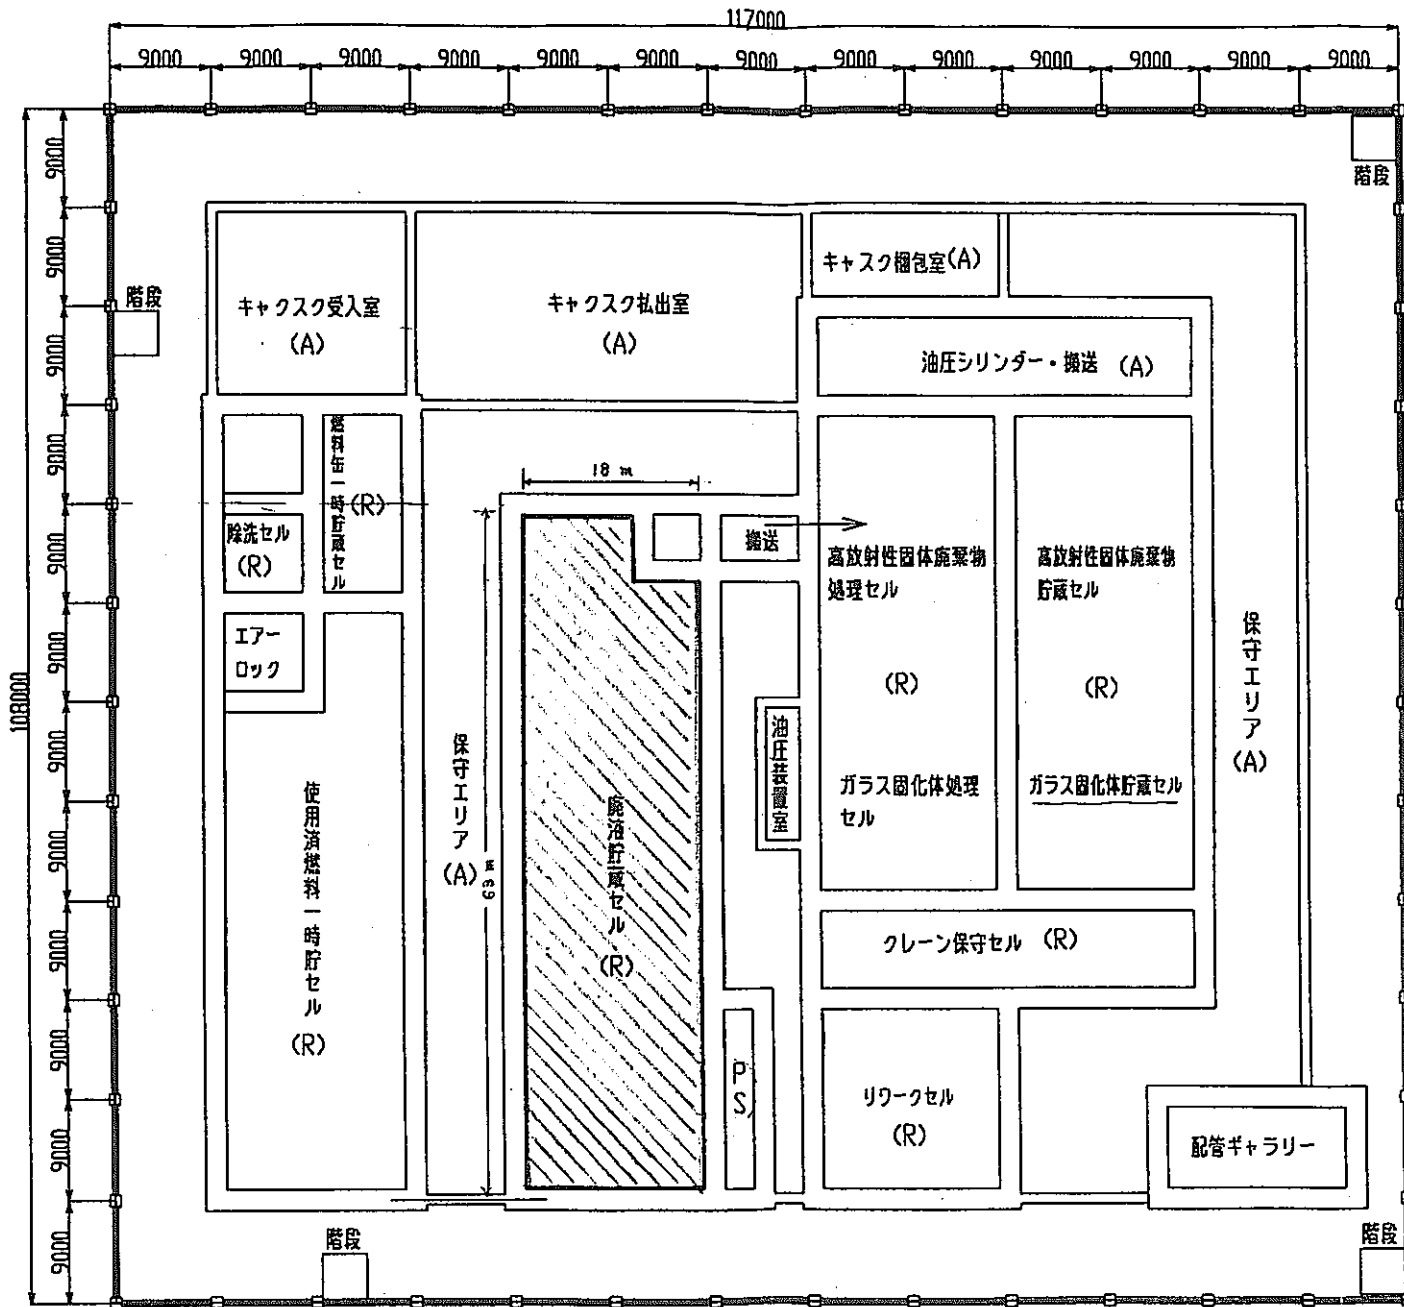 117000
9000 9000 9000 9000 9000 9000 9000 9000 9000 9000 9000 9000 9000
108000
9000
9000
9000
9000
9000
9000
9000
9000
9000
9000
9000
9000
階段
階段
キャクスク受入室
(A)
キャクスク払出室
(A)
キャスク梱包室(A)
油圧シリンダー・搬送 (A)
燃料缶一時貯蔵セル
(R)
除洗セル
(R)
エアー
ロック
使用済燃料一時貯セル
(R)
保守エリア
(A)
18 m
廃液貯蔵セル
(R)
搬送
油圧装置室
PS
高放射性固体廃棄物
処理セル
(R)
ガラス固化体処理
セル
高放射性固体廃棄物
貯蔵セル
(R)
ガラス固化体貯蔵セル
保守エリア
(A)
クレーン保守セル (R)
リワークセル
(R)
配管ギャラリー
階段
階段